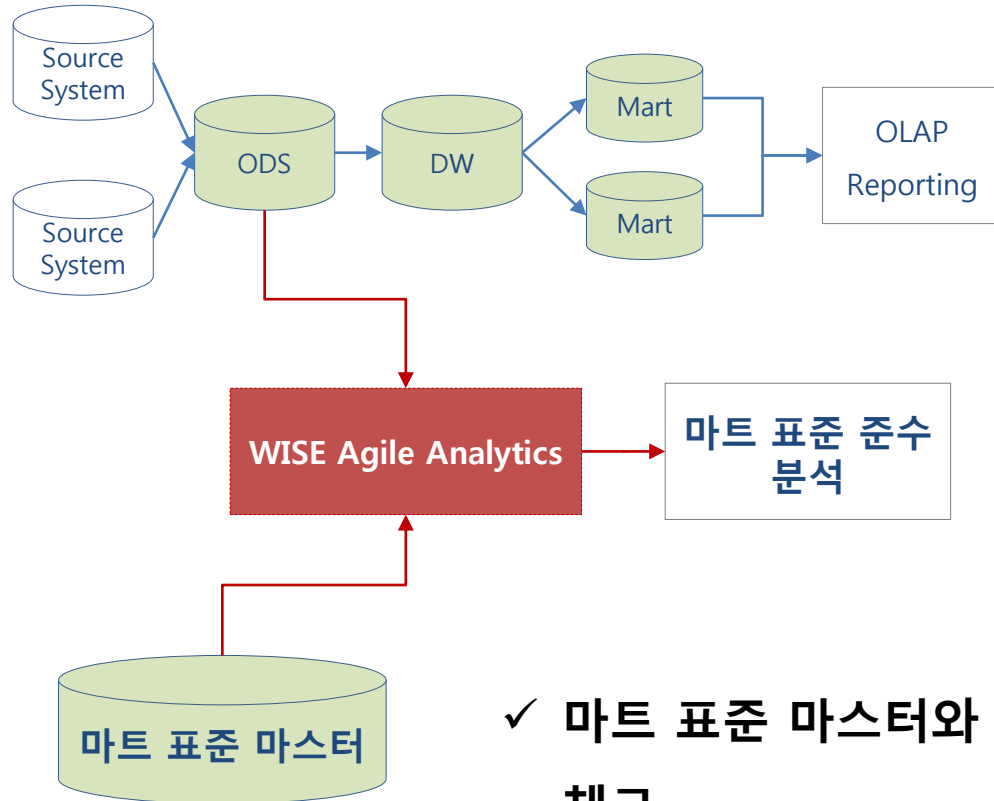 Source
System
Source
System
ODS
DW
Mart
Mart
OLAP
Reporting
WISE Agile Analytics
마트 표준 준수
분석
마트 표준 마스터
✓ 마트 표준 마스터와